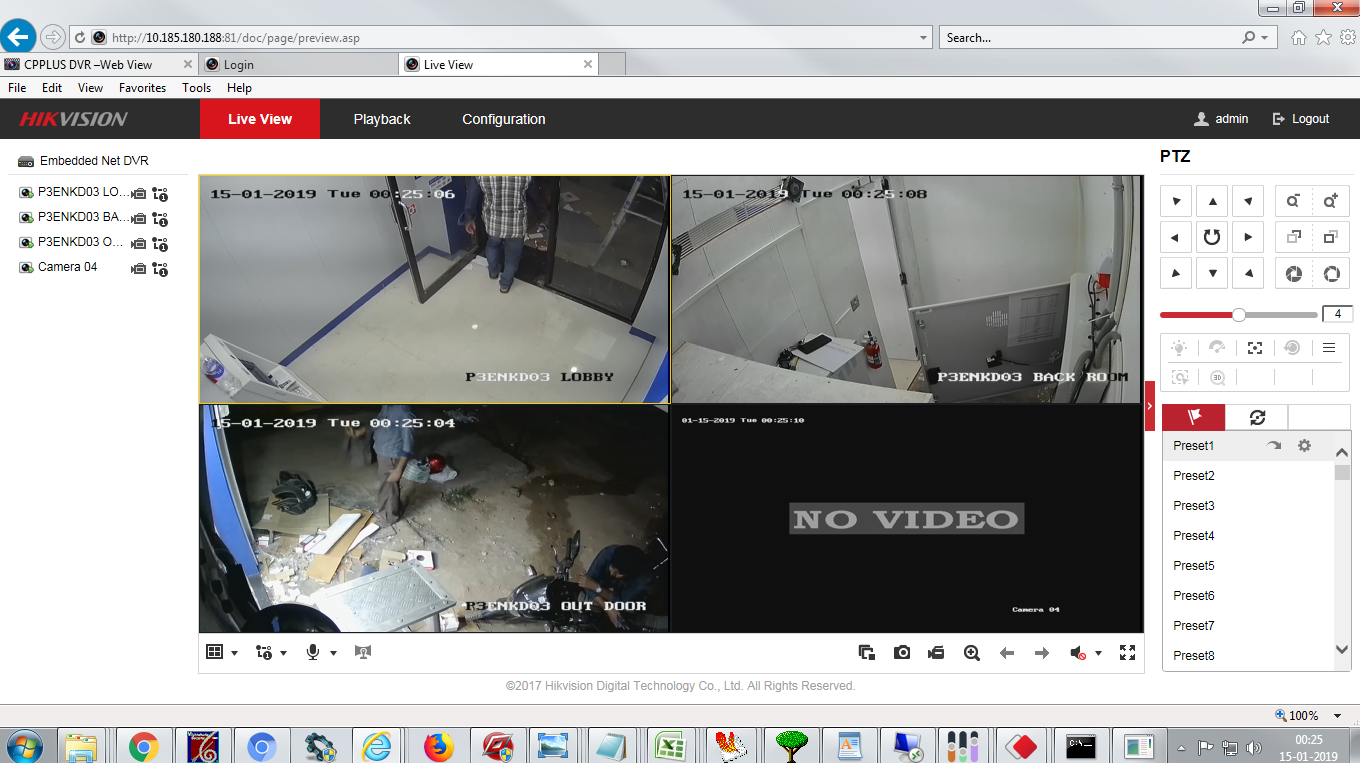 http://10.185.180.188:81/doc/page/preview.asp
Search...
CPPLUS DVR –Web View
Login
Live View
File Edit View Favorites Tools Help
HIKVISION
Live View Playback Configuration
admin Logout
Embedded Net DVR
P3ENKD03 LO...
P3ENKD03 BA...
P3ENKD03 O...
Camera 04
15-01-2019 Tue 00:25:06
P3ENKD03 LOBBY
15-01-2019 Tue 00:25:08
P3ENKD03 BACK ROOM
15-01-2019 Tue 00:25:04
P3ENKD03 OUT DOOR
01-15-2019 Tue 00:25:10
NO VIDEO
Camera 04
PTZ
4
3D
Preset1
Preset2
Preset3
Preset4
Preset5
Preset6
Preset7
Preset8
©2017 Hikvision Digital Technology Co., Ltd. All Rights Reserved.
100%
00:25
15-01-2019